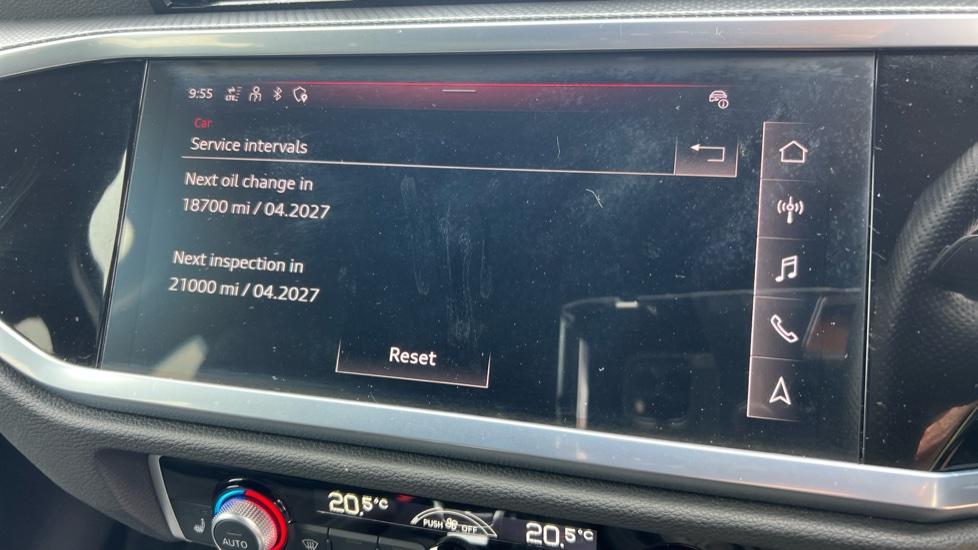 9:55 LTE
Car
Service intervals
Next oil change in
18700 mi / 04.2027
Next inspection in
21000 mi / 04.2027
Reset
20.5°C
PUSH OFF
20.5°C
AUTO